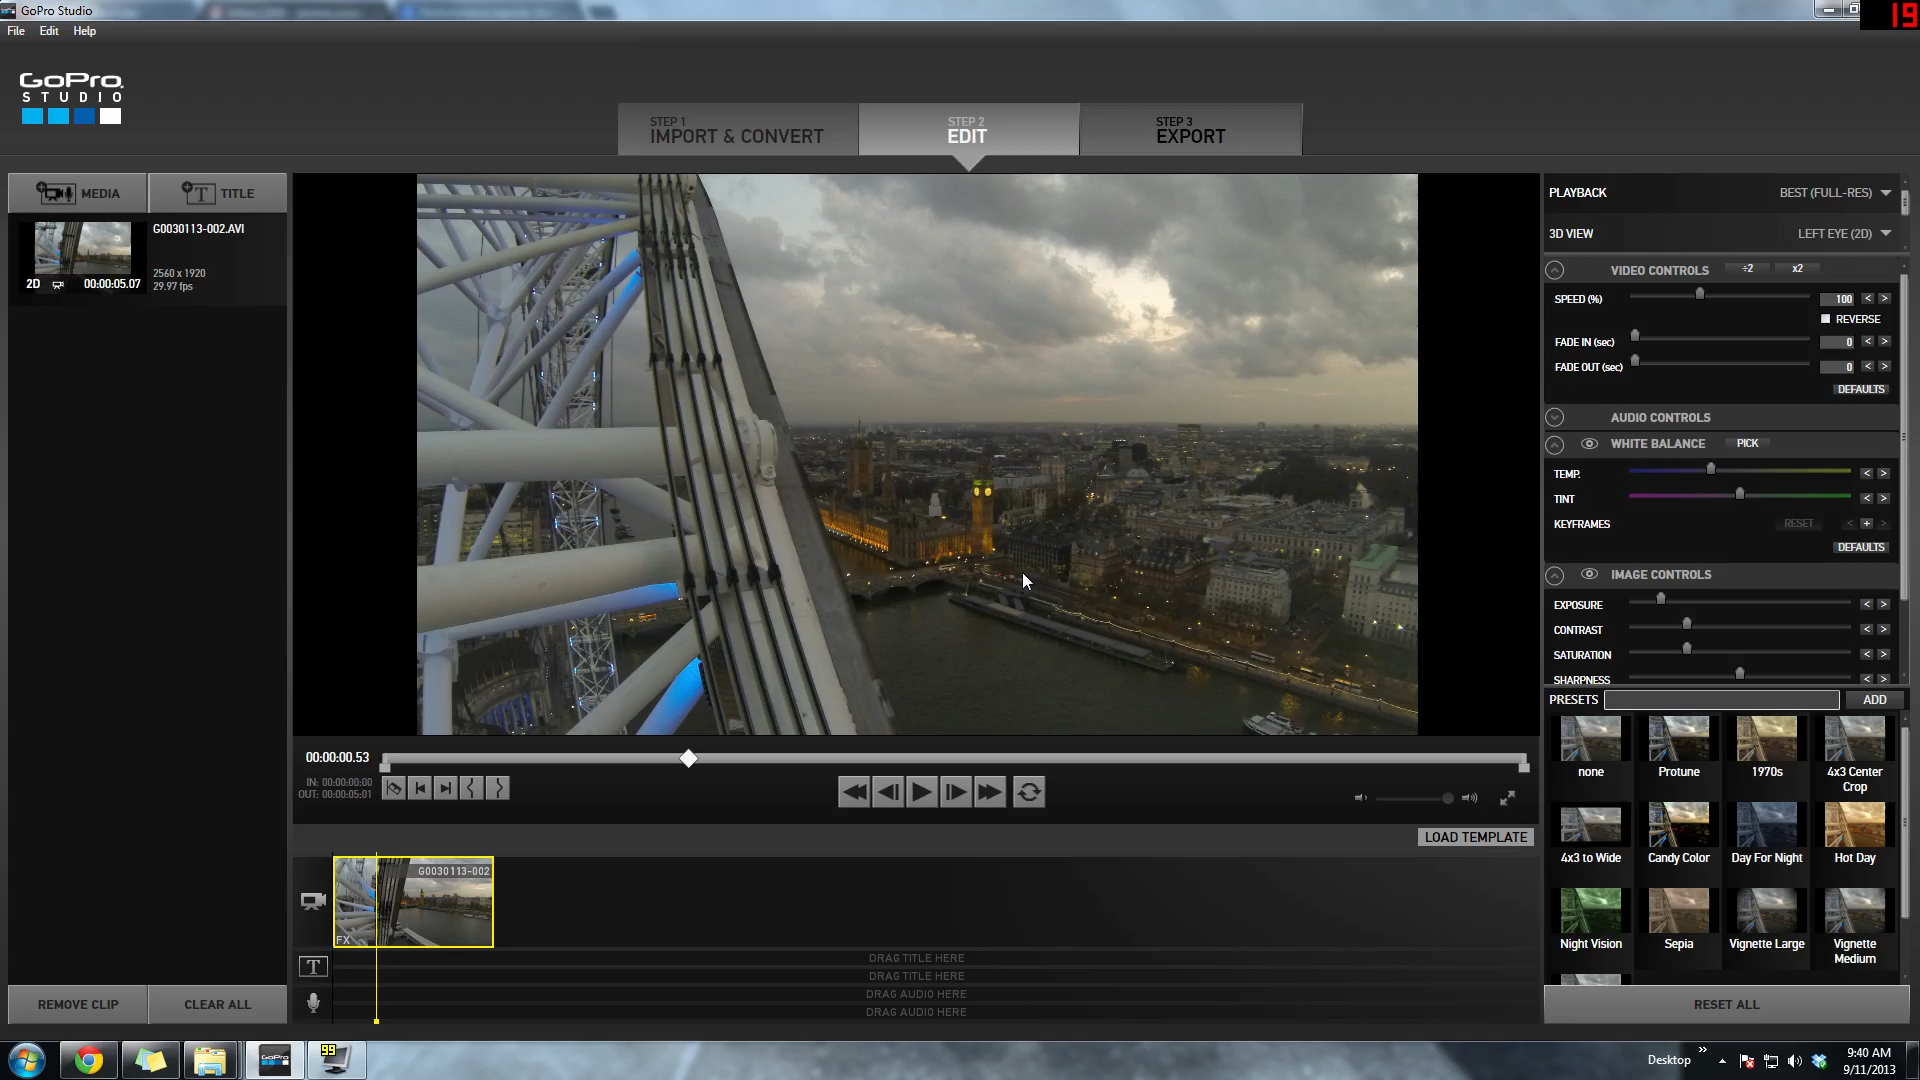 GoPro Studio
19
File Edit Help
GoPro
STUDIO
STEP 1
IMPORT & CONVERT
STEP 2
EDIT
STEP 3
EXPORT
MEDIA
TITLE
G0030113-002.AVI
2560 x 1920
29.97 fps
2D
00:00:05.07
PLAYBACK
BEST (FULL-RES)
3D VIEW
LEFT EYE (2D)
VIDEO CONTROLS
÷2
x2
SPEED (%)
100
< >
REVERSE
FADE IN (sec)
0
< >
FADE OUT (sec)
0
< >
DEFAULTS
AUDIO CONTROLS
WHITE BALANCE
PICK
TEMP.
< >
TINT
< >
KEYFRAMES
RESET
< + >
DEFAULTS
IMAGE CONTROLS
EXPOSURE
< >
CONTRAST
< >
SATURATION
< >
SHARPNESS
< >
PRESETS
ADD
none
Protune
1970s
4x3 Center
Crop
4x3 to Wide
Candy Color
Day For Night
Hot Day
Night Vision
Sepia
Vignette Large
Vignette
Medium
RESET ALL
00:00:00.53
IN: 00:00:00:00
OUT: 00:00:05:01
LOAD TEMPLATE
G0030113-002
FX
T
DRAG TITLE HERE
DRAG TITLE HERE
DRAG AUDIO HERE
DRAG AUDIO HERE
REMOVE CLIP
CLEAR ALL
GoPro
99
Desktop
»
9:40 AM
9/11/2013